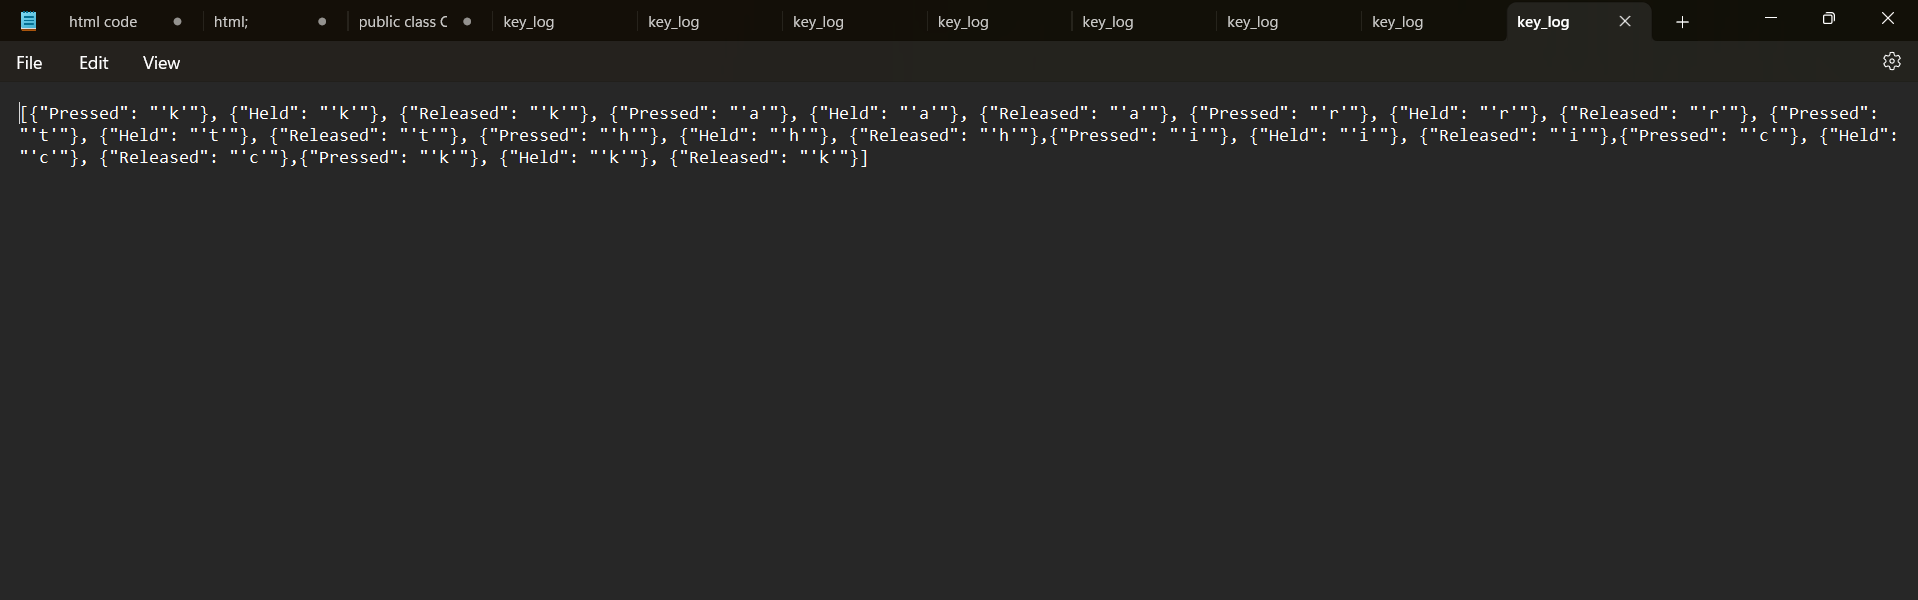 html code html; public class C key_log key_log key_log key_log key_log key_log key_log key_log
File Edit View
[{"Pressed": "'k'"}, {"Held": "'k'"}, {"Released": "'k'"}, {"Pressed": "'a'"}, {"Held": "'a'"}, {"Released": "'a'"}, {"Pressed": "'r'"}, {"Held": "'r'"}, {"Released": "'r'"}, {"Pressed":
"'t'"}, {"Held": "'t'"}, {"Released": "'t'"}, {"Pressed": "'h'"}, {"Held": "'h'"}, {"Released": "'h'"},{"Pressed": "'i'"}, {"Held": "'i'"}, {"Released": "'i'"},{"Pressed": "'c'"}, {"Held":
"'c'"}, {"Released": "'c'"},{"Pressed": "'k'"}, {"Held": "'k'"}, {"Released": "'k'"}]